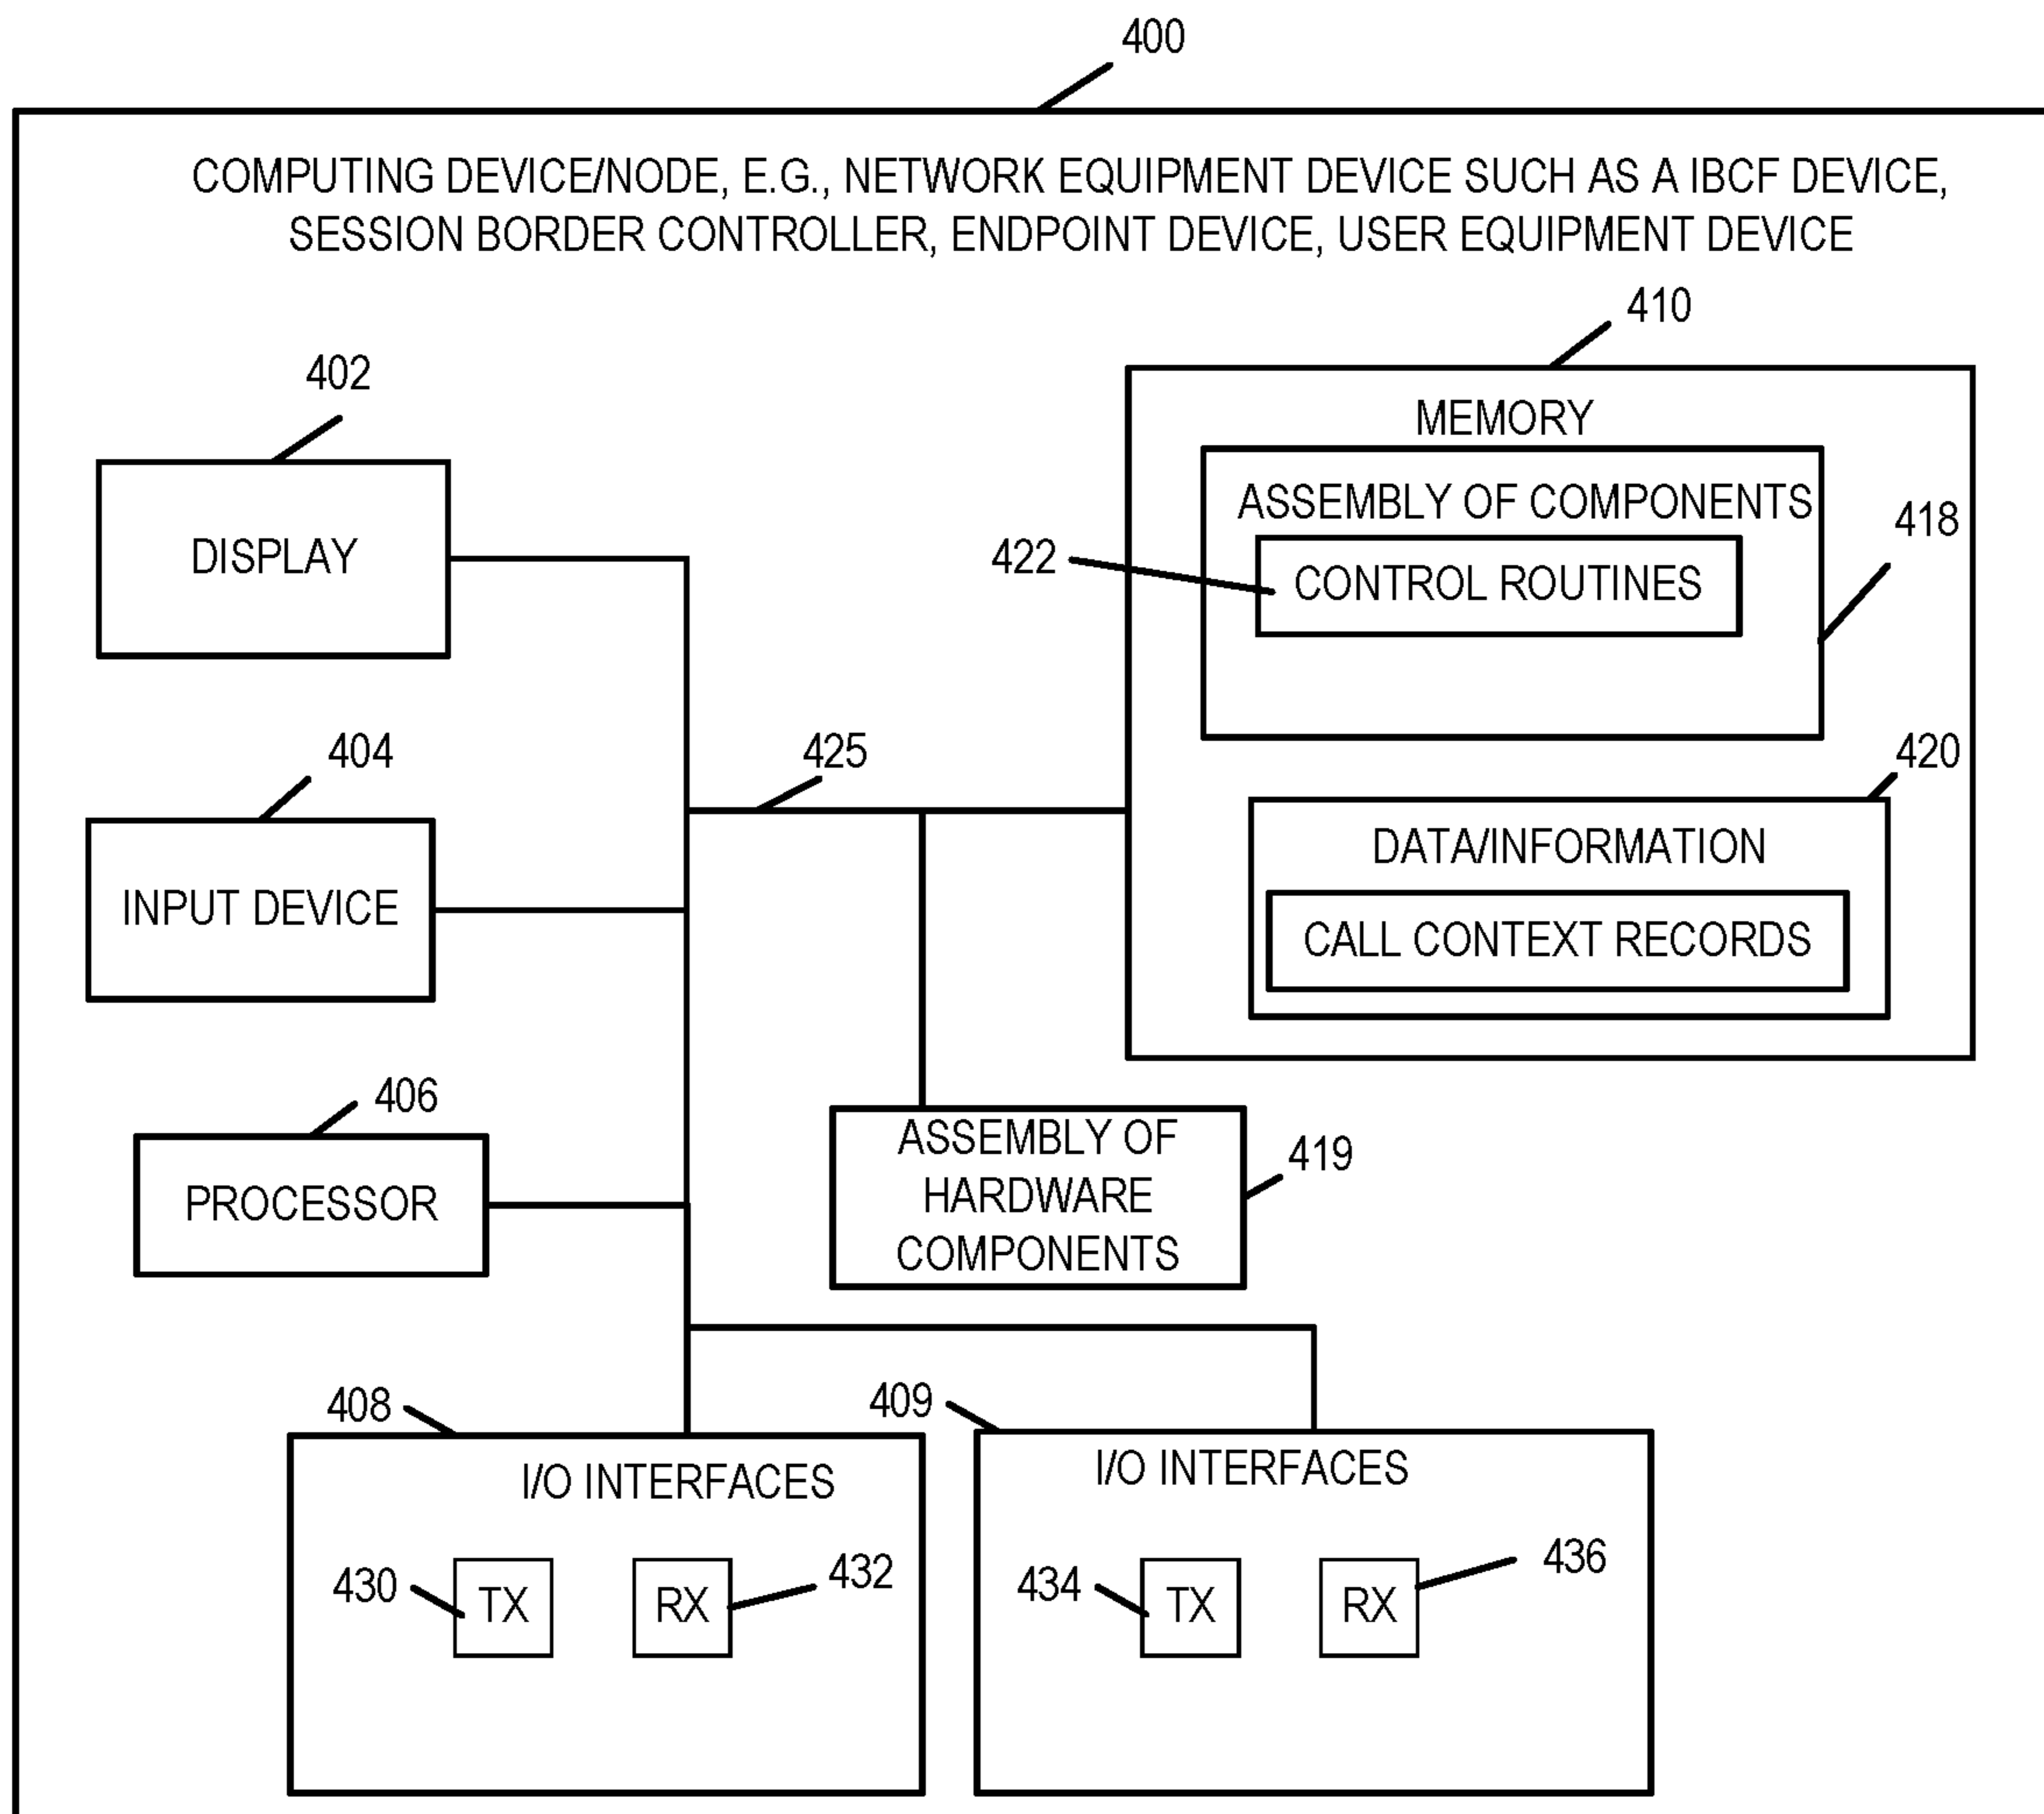 400
COMPUTING DEVICE/NODE, E.G., NETWORK EQUIPMENT DEVICE SUCH AS A IBCF DEVICE,
SESSION BORDER CONTROLLER, ENDPOINT DEVICE, USER EQUIPMENT DEVICE
410
402
MEMORY
DISPLAY
ASSEMBLY OF COMPONENTS
418
422
CONTROL ROUTINES
404
425
420
INPUT DEVICE
DATA/INFORMATION
CALL CONTEXT RECORDS
406
PROCESSOR
ASSEMBLY OF
HARDWARE
COMPONENTS
419
408
409
I/O INTERFACES
I/O INTERFACES
430
TX
RX
432
434
TX
RX
436